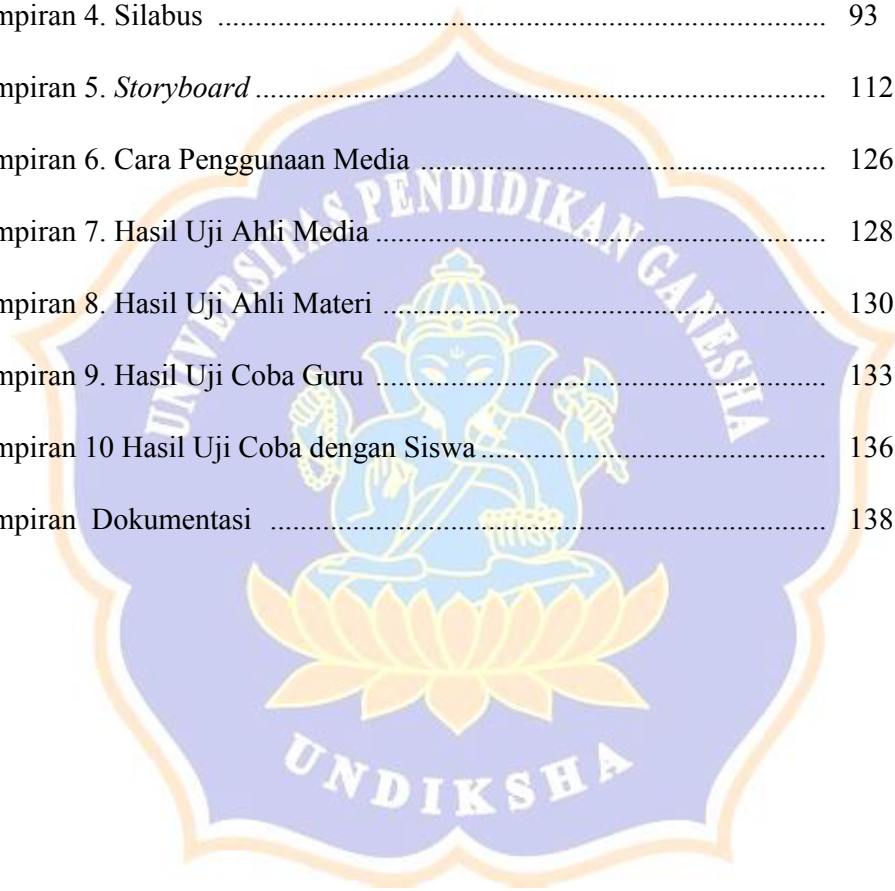 mpiran 4. Silabus ........................................................................ 93
mpiran 5. Storyboard ........................................................................ 112
mpiran 6. Cara Penggunaan Media ........................................................................ 126
mpiran 7. Hasil Uji Ahli Media ........................................................................ 128
mpiran 8. Hasil Uji Ahli Materi ........................................................................ 130
mpiran 9. Hasil Uji Coba Guru ........................................................................ 133
mpiran 10 Hasil Uji Coba dengan Siswa ........................................................................ 136
mpiran Dokumentasi ........................................................................ 138
UNIVERSITAS PENDIDIKAN GANESHA
UNDIKSHA